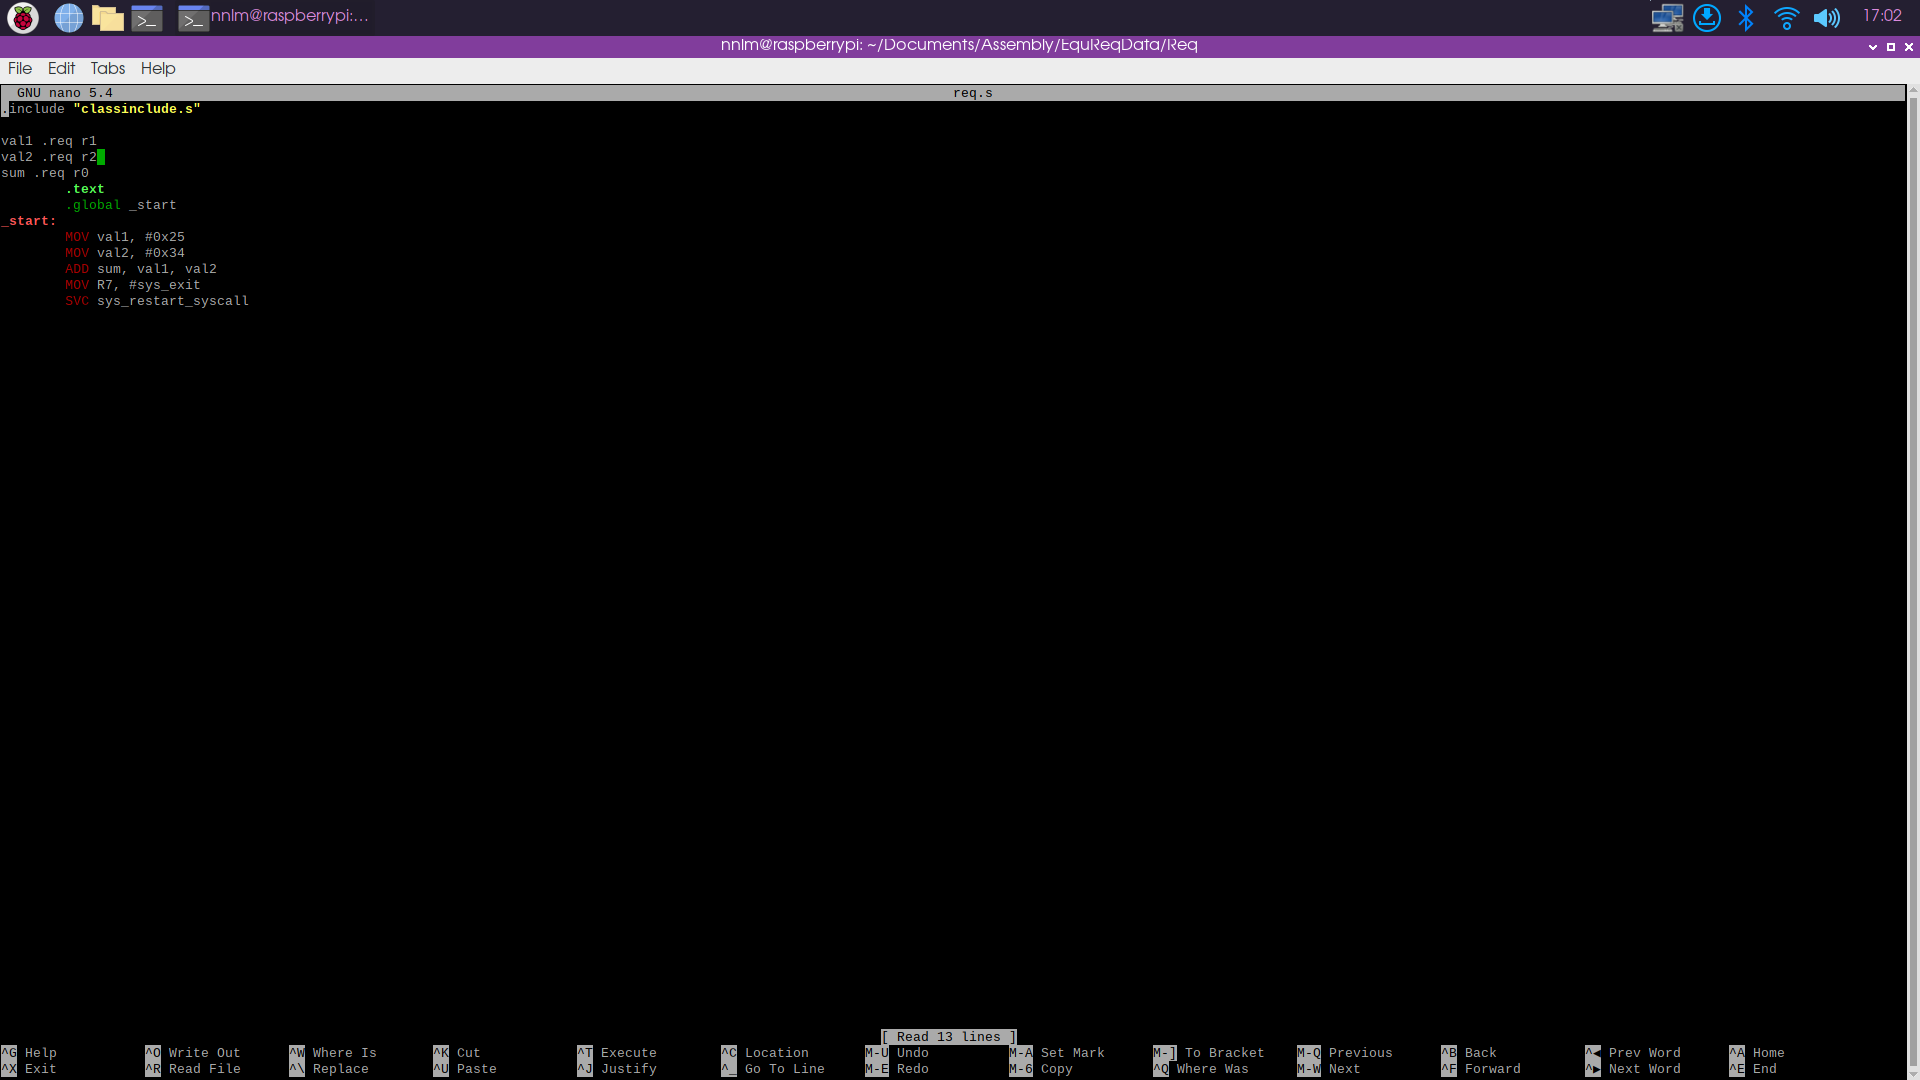 nnlm@raspberrypi:...
17:02
nnlm@raspberrypi: ~/Documents/Assembly/EquReqData/Req
File Edit Tabs Help
GNU nano 5.4 req.s
.include "classinclude.s"
val1 .req r1
val2 .req r2
sum .req r0
.text
.global _start
_start:
MOV val1, #0x25
MOV val2, #0x34
ADD sum, val1, val2
MOV R7, #sys_exit
SVC sys_restart_syscall
[ Read 13 lines ]
^G Help ^O Write Out ^W Where Is ^K Cut ^T Execute ^C Location M-U Undo M-A Set Mark M-] To Bracket M-Q Previous ^B Back ^◂ Prev Word ^A Home
^X Exit ^R Read File ^\ Replace ^U Paste ^J Justify ^_ Go To Line M-E Redo M-6 Copy ^Q Where Was M-W Next ^F Forward ^▸ Next Word ^E End